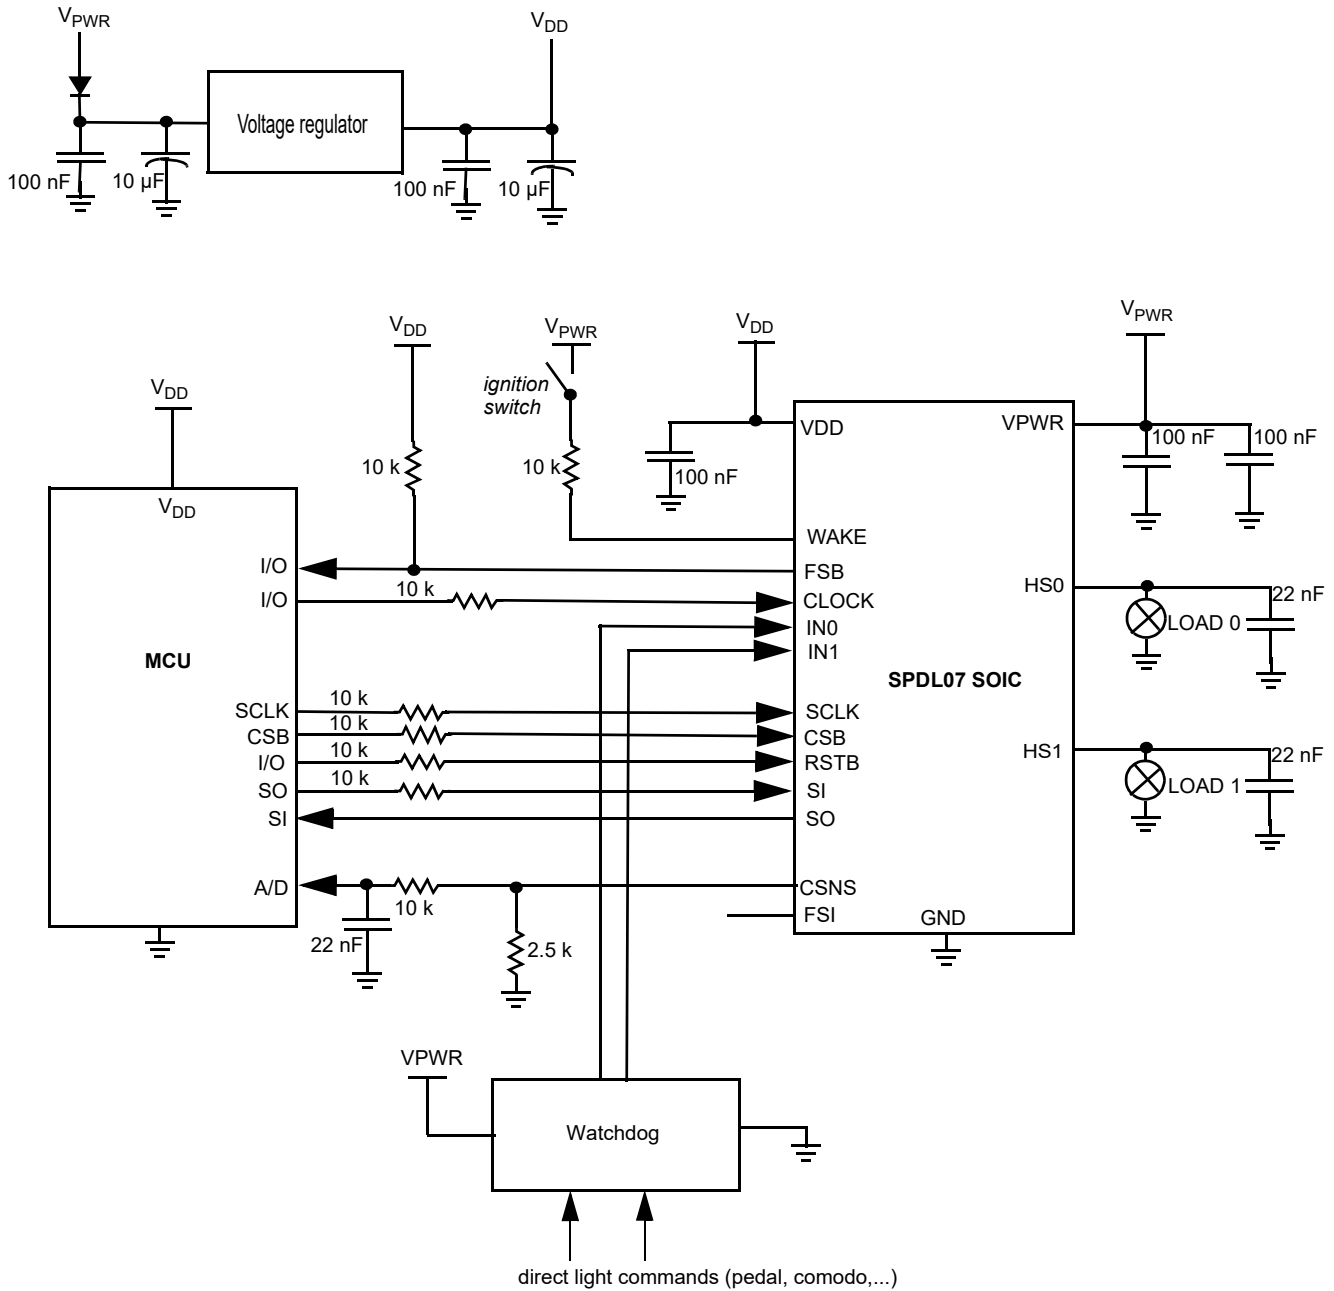 VPWR
VDD
Voltage regulator
100 nF
10 µF
100 nF
10 µF
VDD
VPWR
VDD
VPWR
VDD
ignition
switch
10 k
10 k
100 nF
100 nF
100 nF
VDD
VDD
VPWR
WAKE
I/O
FSB
10 k
I/O
CLOCK
IN0
IN1
HS0
22 nF
LOAD 0
MCU
SPDL07 SOIC
10 k
SCLK
SCLK
10 k
CSB
CSB
10 k
I/O
RSTB
10 k
SO
SI
SI
SO
HS1
22 nF
LOAD 1
A/D
10 k
CSNS
FSI
GND
22 nF
2.5 k
VPWR
Watchdog
direct light commands (pedal, comodo,...)